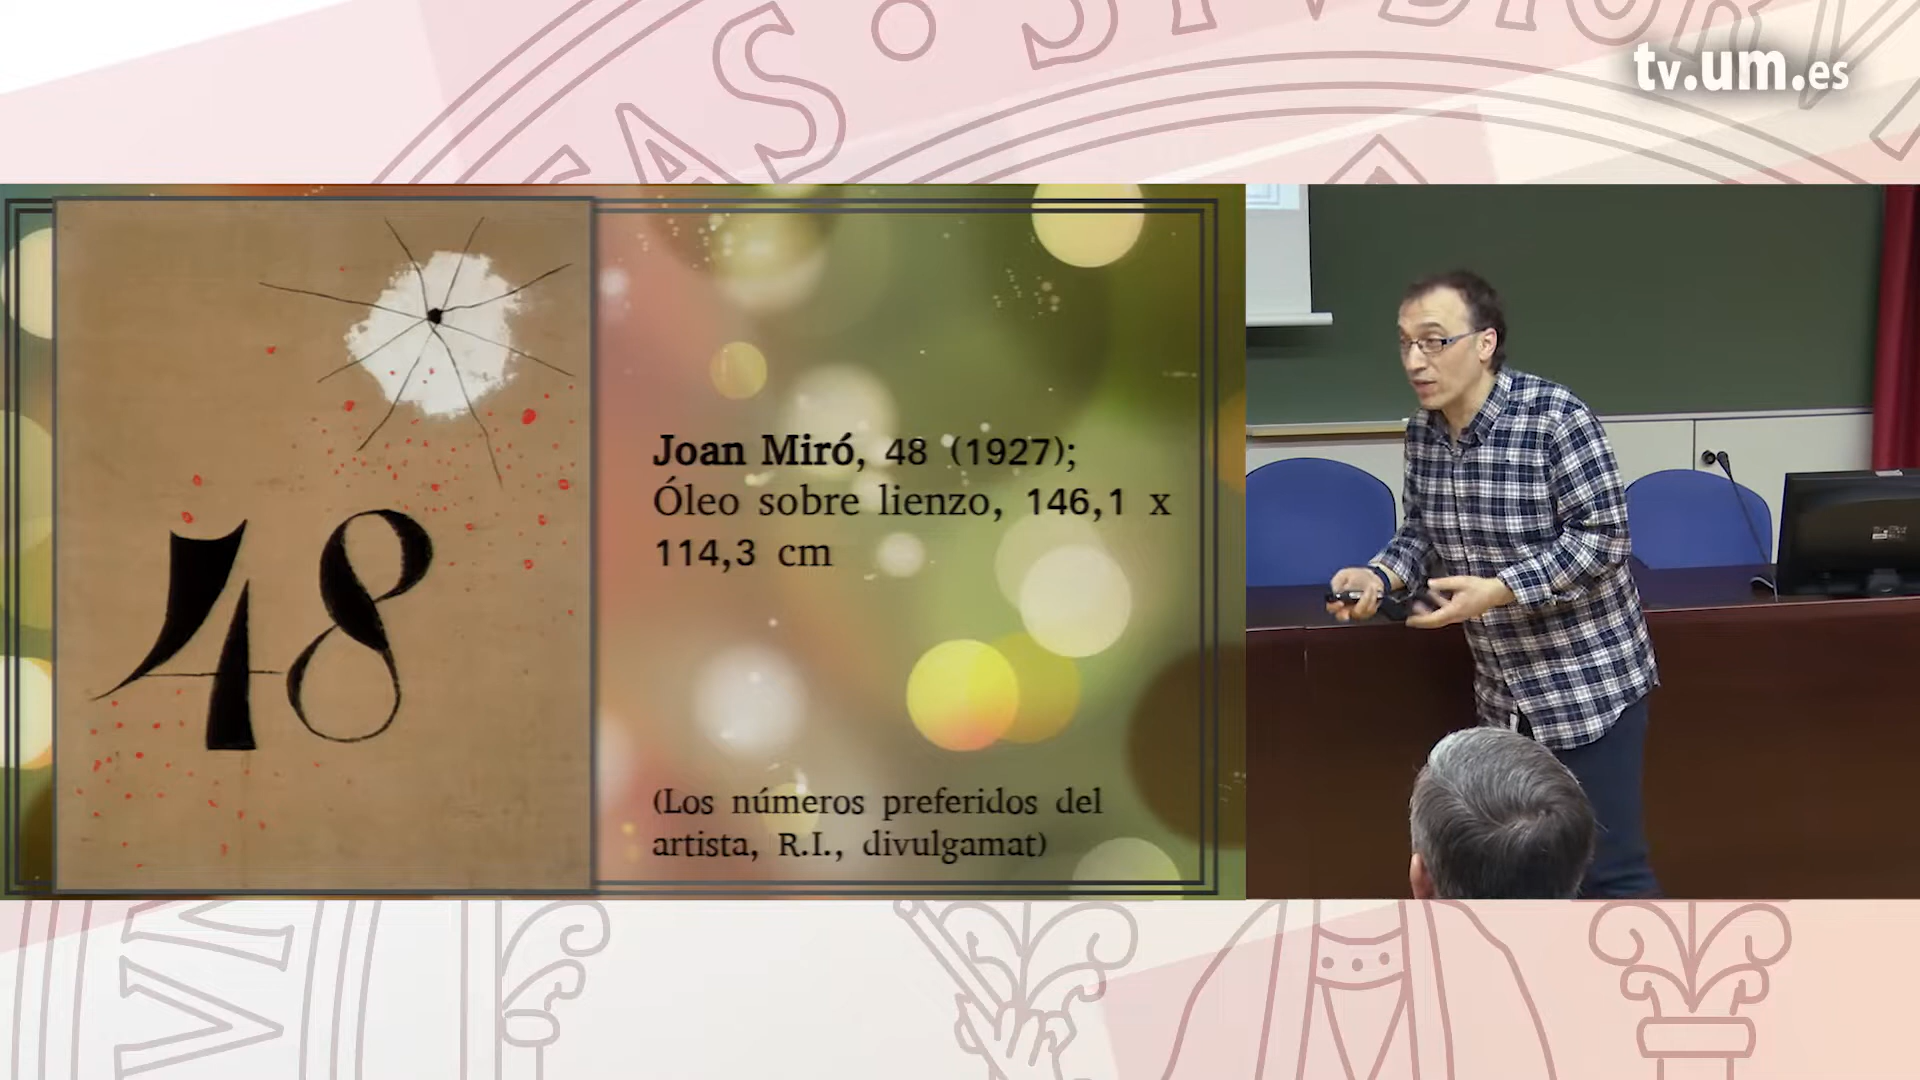 tv.um.es
48
Joan Miró, 48 (1927);
Óleo sobre lienzo, 146,1 x
114,3 cm
(Los números preferidos del
artista, R.I., divulgamat)